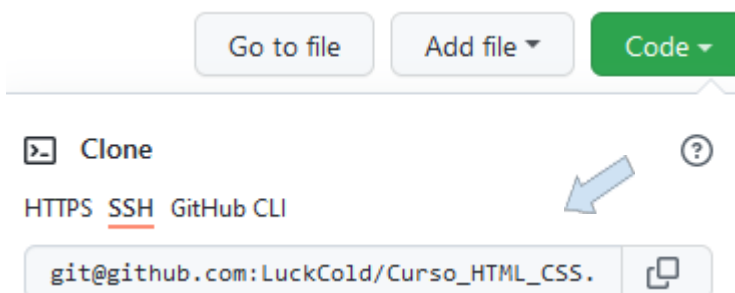 Go to file Add file Code
Clone
HTTPS SSH GitHub CLI
git@github.com:LuckCold/Curso_HTML_CSS.